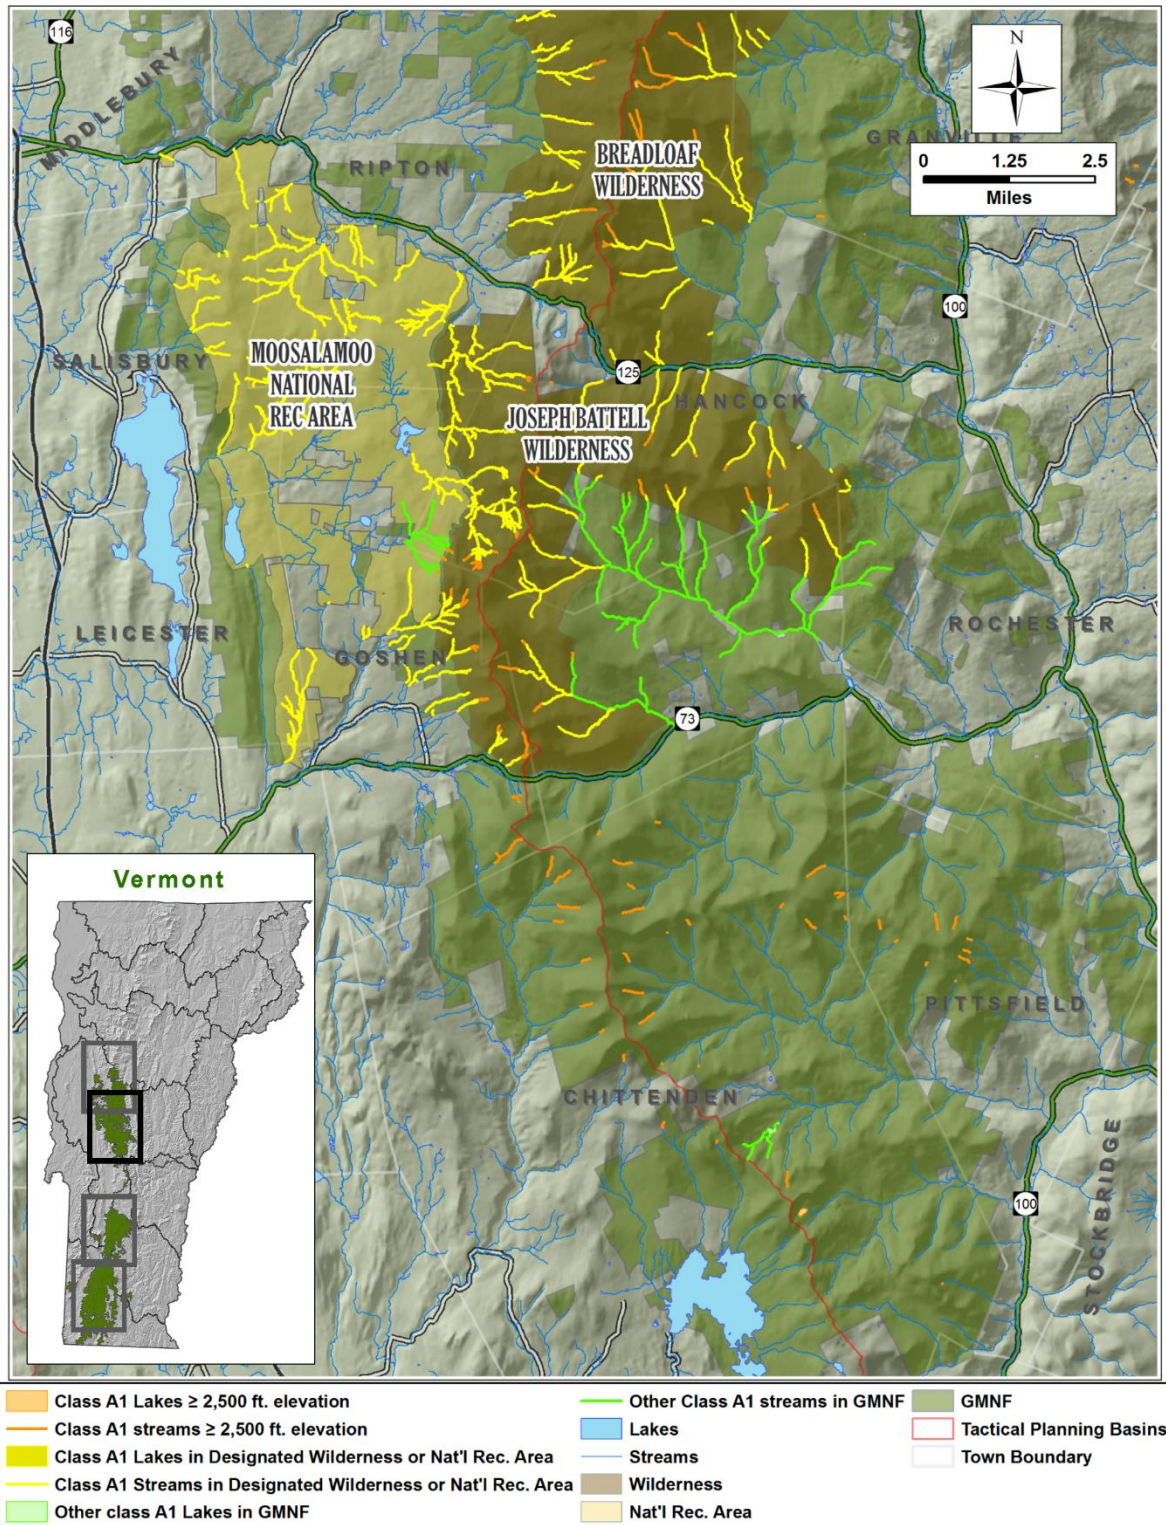 116
MIDDLEBURY
N
GRANVILLE
0 1.25 2.5
Miles
BREADLOAF
WILDERNESS
RIPTON
100
SALISBURY
MOOSALAMOO
NATIONAL
REC AREA
125
HANCOCK
JOSEPH BATTELL
WILDERNESS
LEICESTER
GOSHEN
ROCHESTER
73
Vermont
PITTSFIELD
CHITTENDEN
STOCKBRIDGE
100
Class A1 Lakes ≥ 2,500 ft. elevation
Class A1 streams ≥ 2,500 ft. elevation
Class A1 Lakes in Designated Wilderness or Nat'l Rec. Area
Class A1 Streams in Designated Wilderness or Nat'l Rec. Area
Other class A1 Lakes in GMNF
Other Class A1 streams in GMNF
Lakes
Streams
Wilderness
Nat'l Rec. Area
GMNF
Tactical Planning Basins
Town Boundary